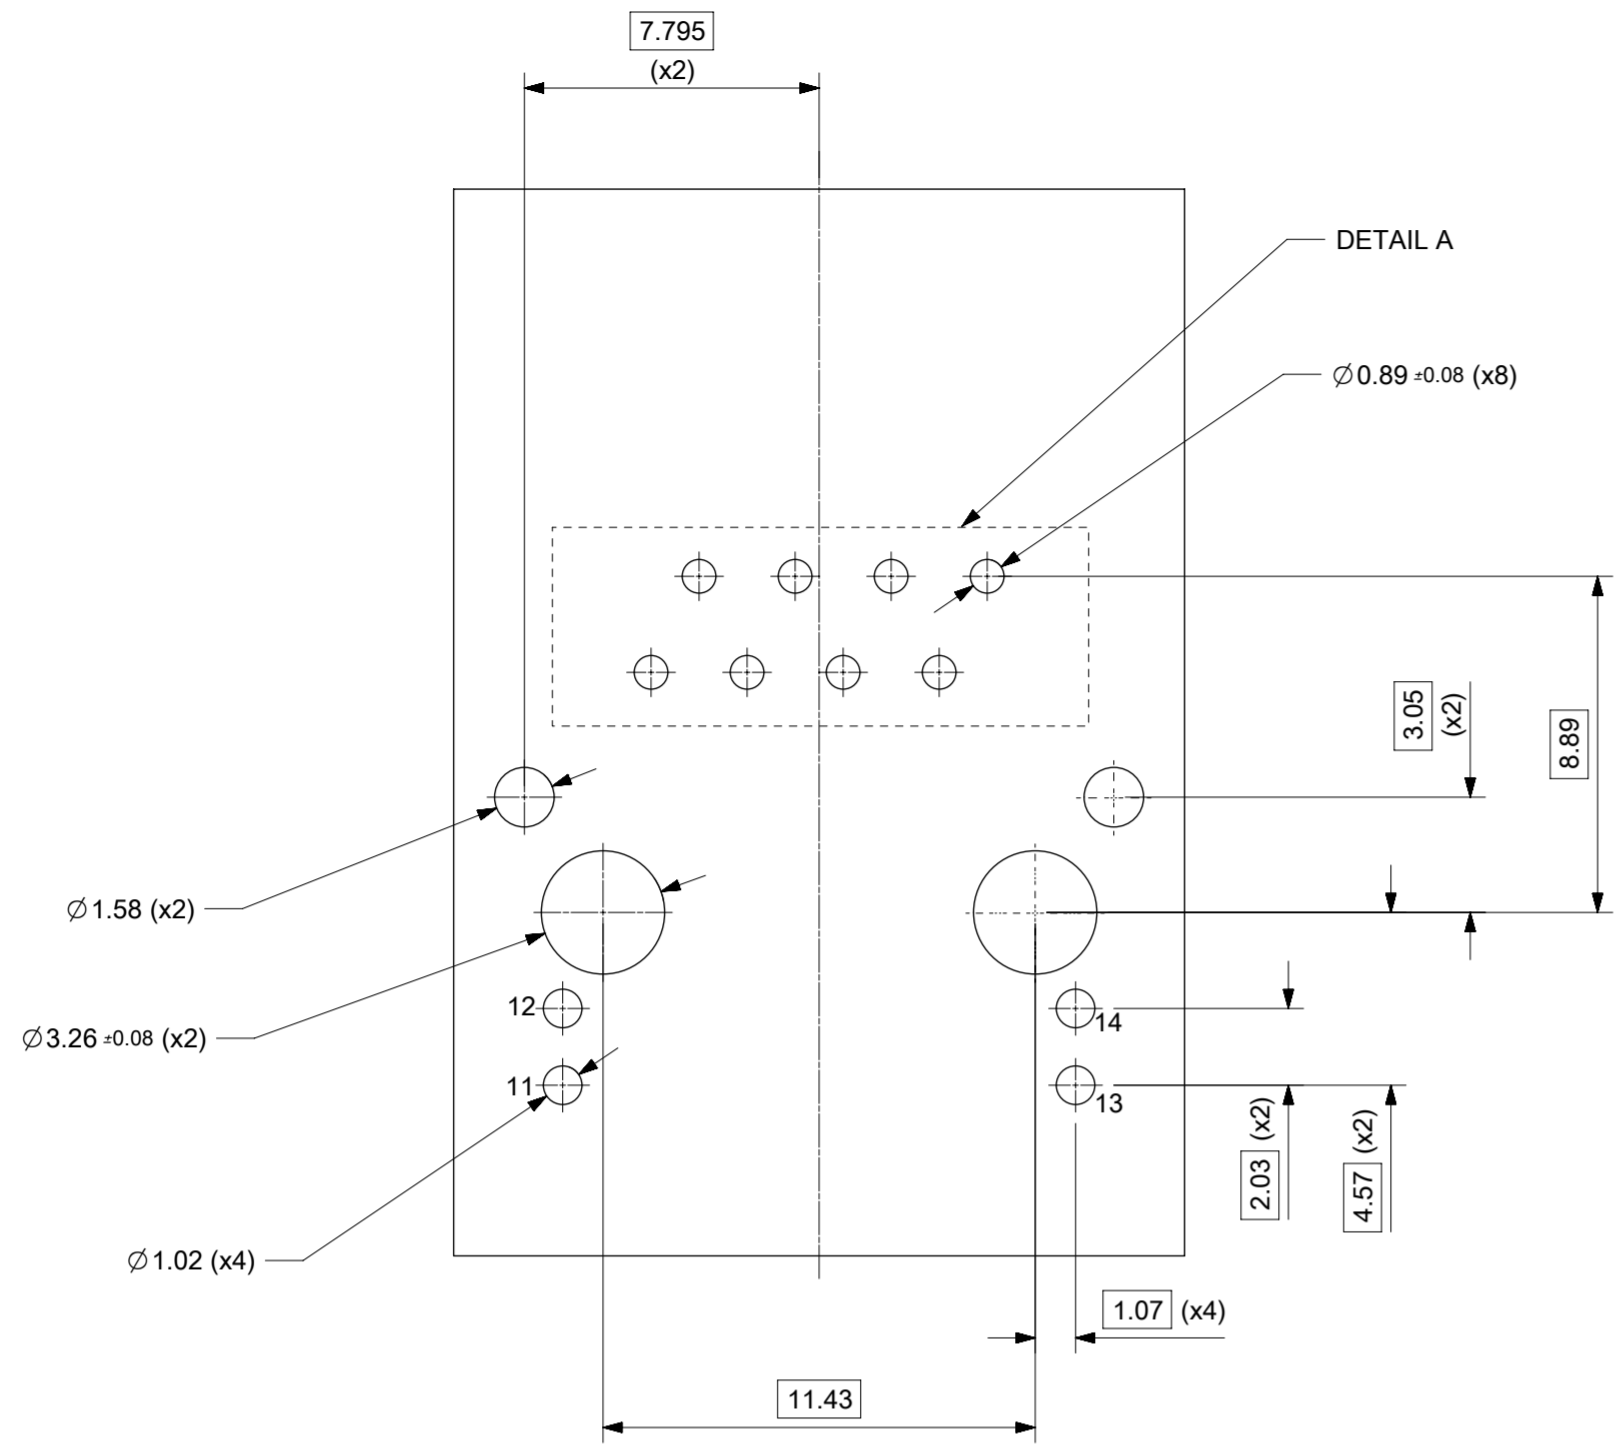 7.795
(x2)
DETAIL A
∅0.89 ±0.08 (x8)
3.05
(x2)
8.89
∅1.58 (x2)
12
14
∅3.26 ±0.08 (x2)
11
13
2.03 (x2)
4.57 (x2)
∅1.02 (x4)
1.07 (x4)
11.43